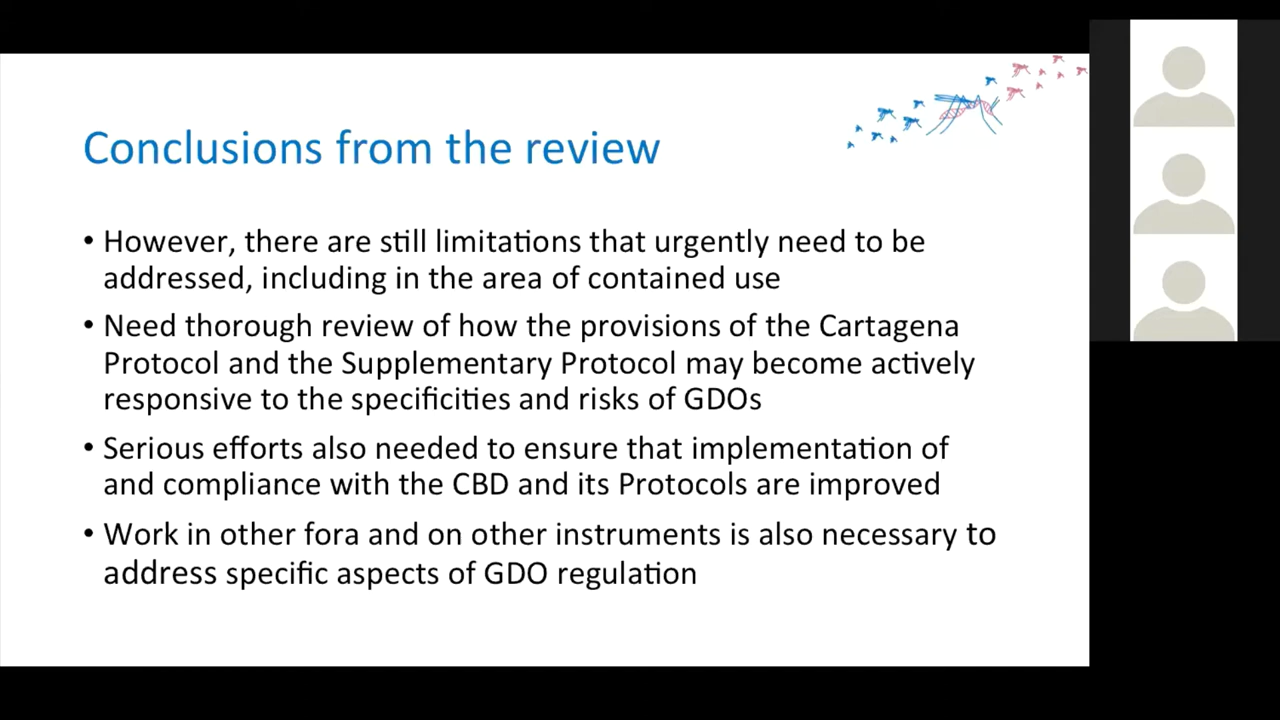 Conclusions from the review
• However, there are still limitations that urgently need to be
addressed, including in the area of contained use
• Need thorough review of how the provisions of the Cartagena
Protocol and the Supplementary Protocol may become actively
responsive to the specificities and risks of GDOs
• Serious efforts also needed to ensure that implementation of
and compliance with the CBD and its Protocols are improved
• Work in other fora and on other instruments is also necessary to
address specific aspects of GDO regulation